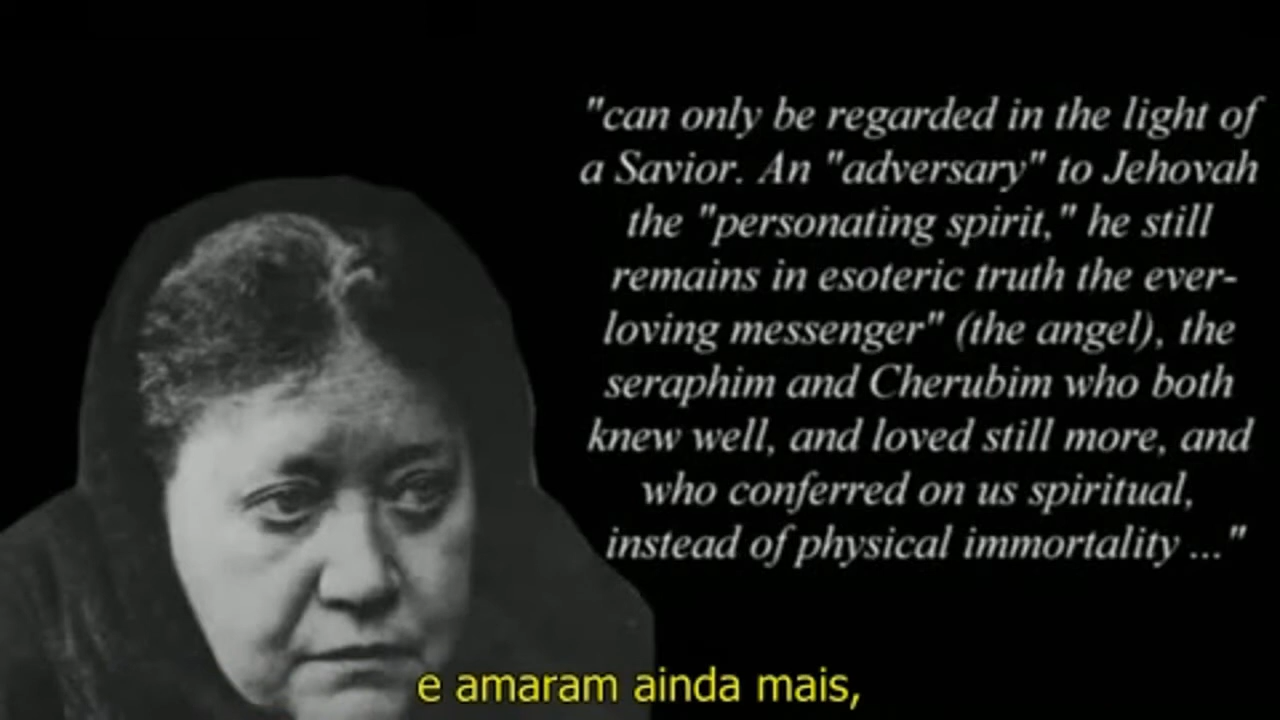 "can only be regarded in the light of
a Savior. An "adversary" to Jehovah
the "personating spirit," he still
remains in esoteric truth the ever-
loving messenger" (the angel), the
seraphim and Cherubim who both
knew well, and loved still more, and
who conferred on us spiritual,
instead of physical immortality ..."
e amaram ainda mais,